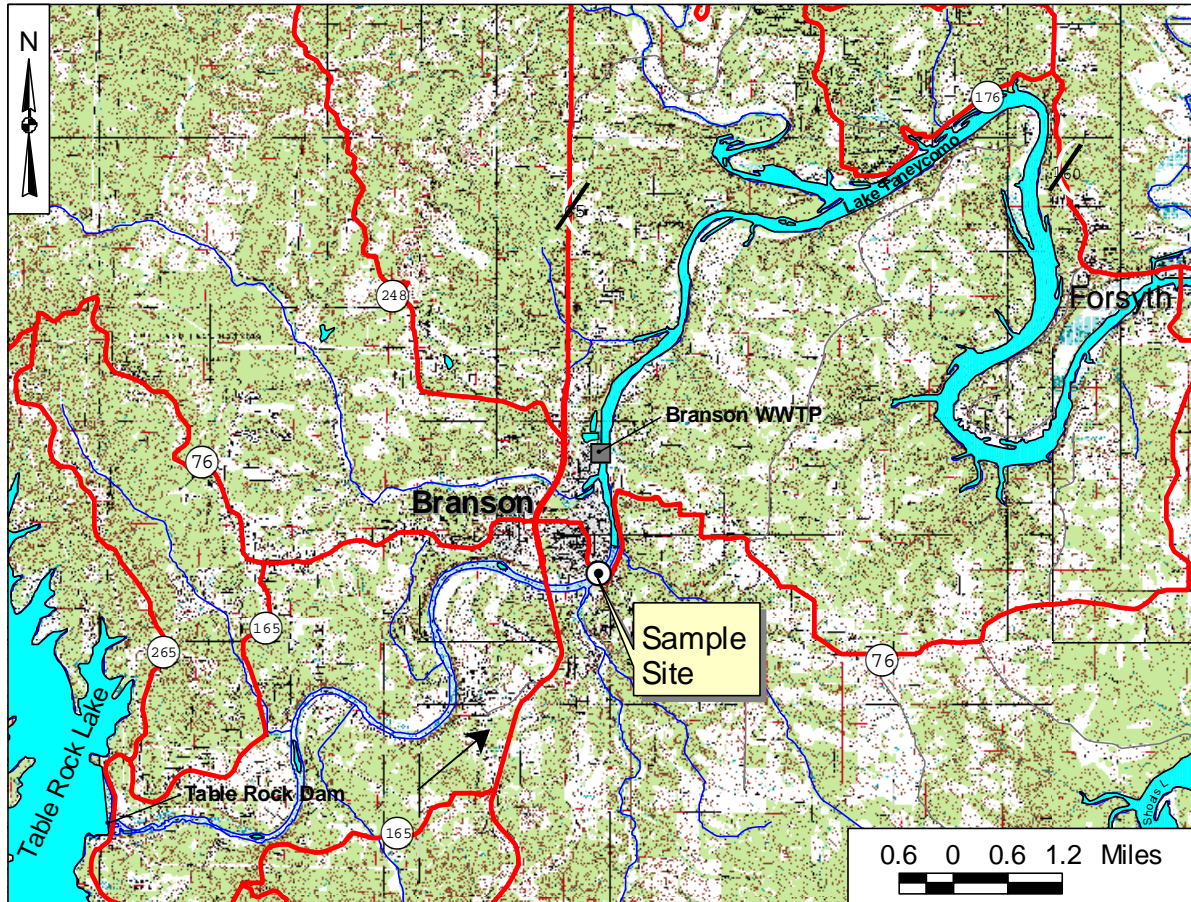 N
176
Lake Taneycomo
248
Forsyth
Branson WWTP
76
Branson
Sample
Site
165
265
76
Table Rock Lake
Table Rock Dam
165
Shoas L
0.6 0 0.6 1.2 Miles